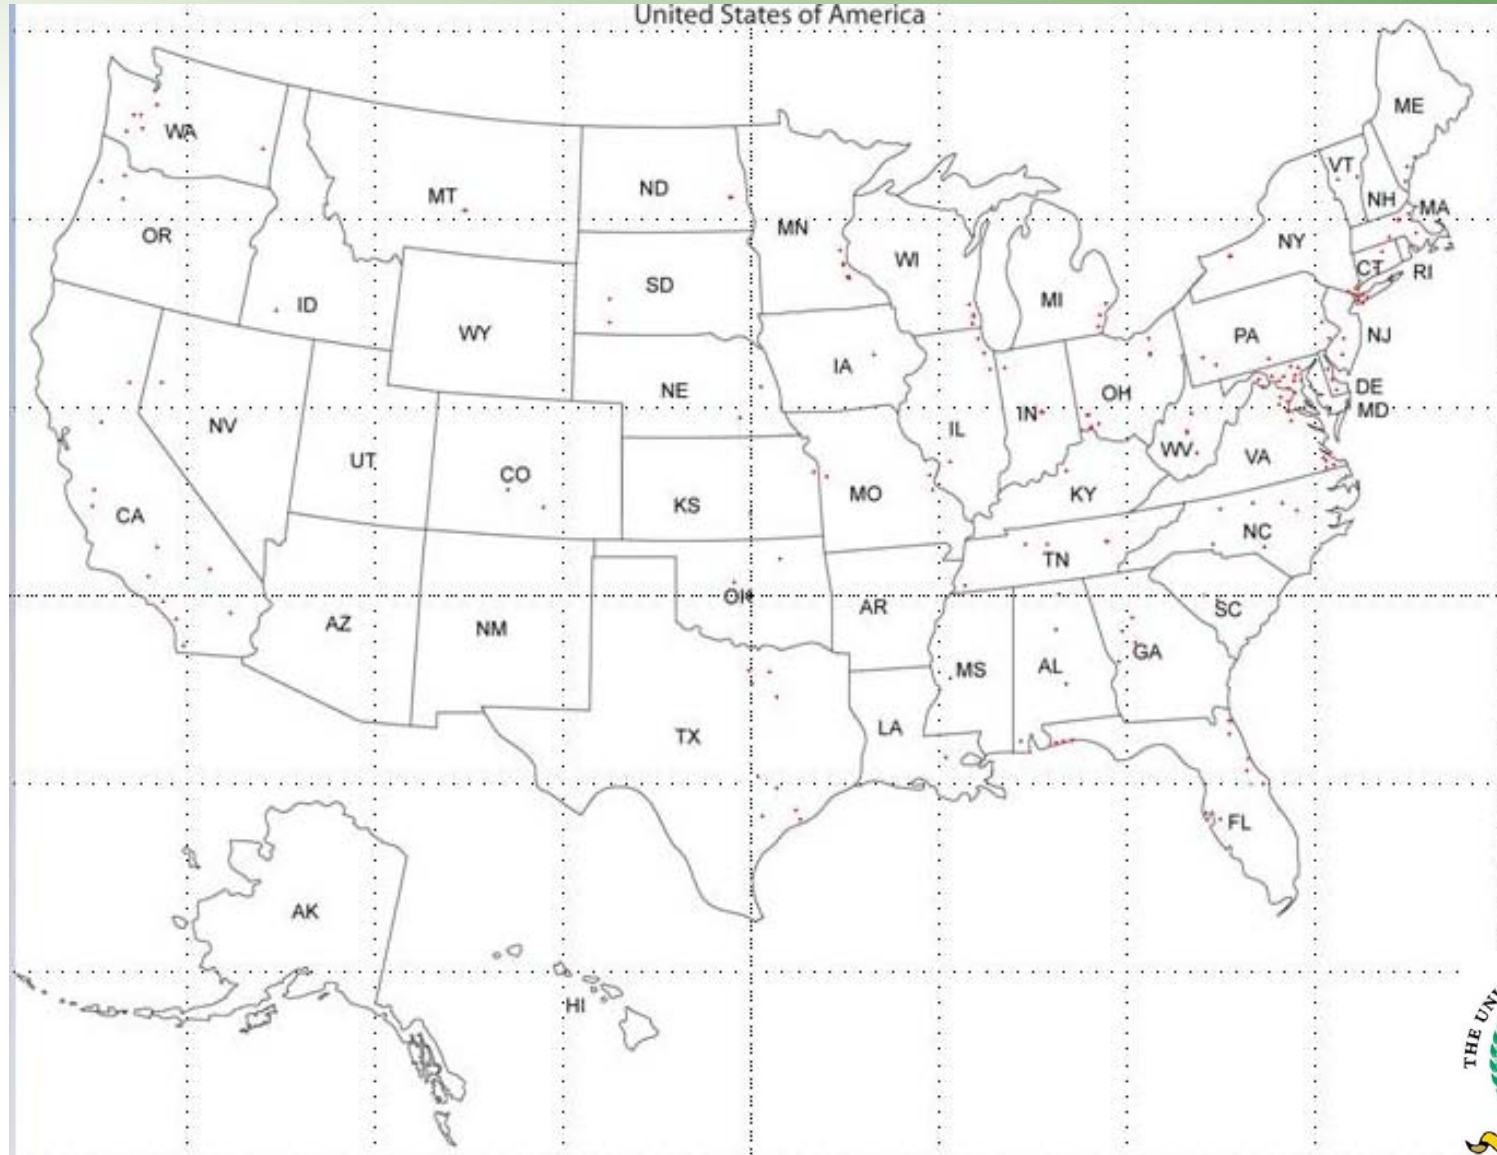 United States of America
ME
WA
VT
MT
ND
NH
MA
OR
MN
NY
WI
CT
RI
SD
ID
MI
WY
PA
NJ
IA
NE
OH
DE
MD
NV
IN
IL
WV
VA
UT
CO
MO
KY
KS
CA
NC
TN
OK
AR
SC
AZ
NM
GA
MS
AL
LA
TX
FL
AK
HI
THE